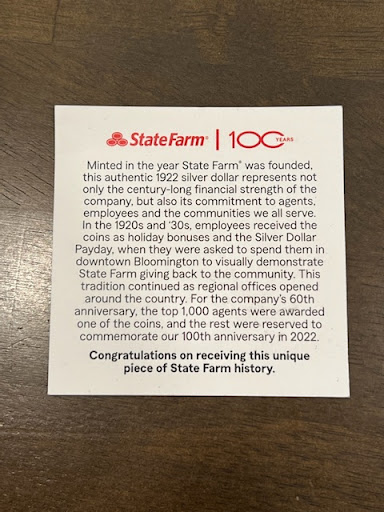 StateFarm® | 100 YEARS
Minted in the year State Farm® was founded,
this authentic 1922 silver dollar represents not
only the century-long financial strength of the
company, but also its commitment to agents,
employees and the communities we all serve.
In the 1920s and '30s, employees received the
coins as holiday bonuses and the Silver Dollar
Payday, when they were asked to spend them in
downtown Bloomington to visually demonstrate
State Farm giving back to the community. This
tradition continued as regional offices opened
around the country. For the company's 60th
anniversary, the top 1,000 agents were awarded
one of the coins, and the rest were reserved to
commemorate our 100th anniversary in 2022.
Congratulations on receiving this unique
piece of State Farm history.